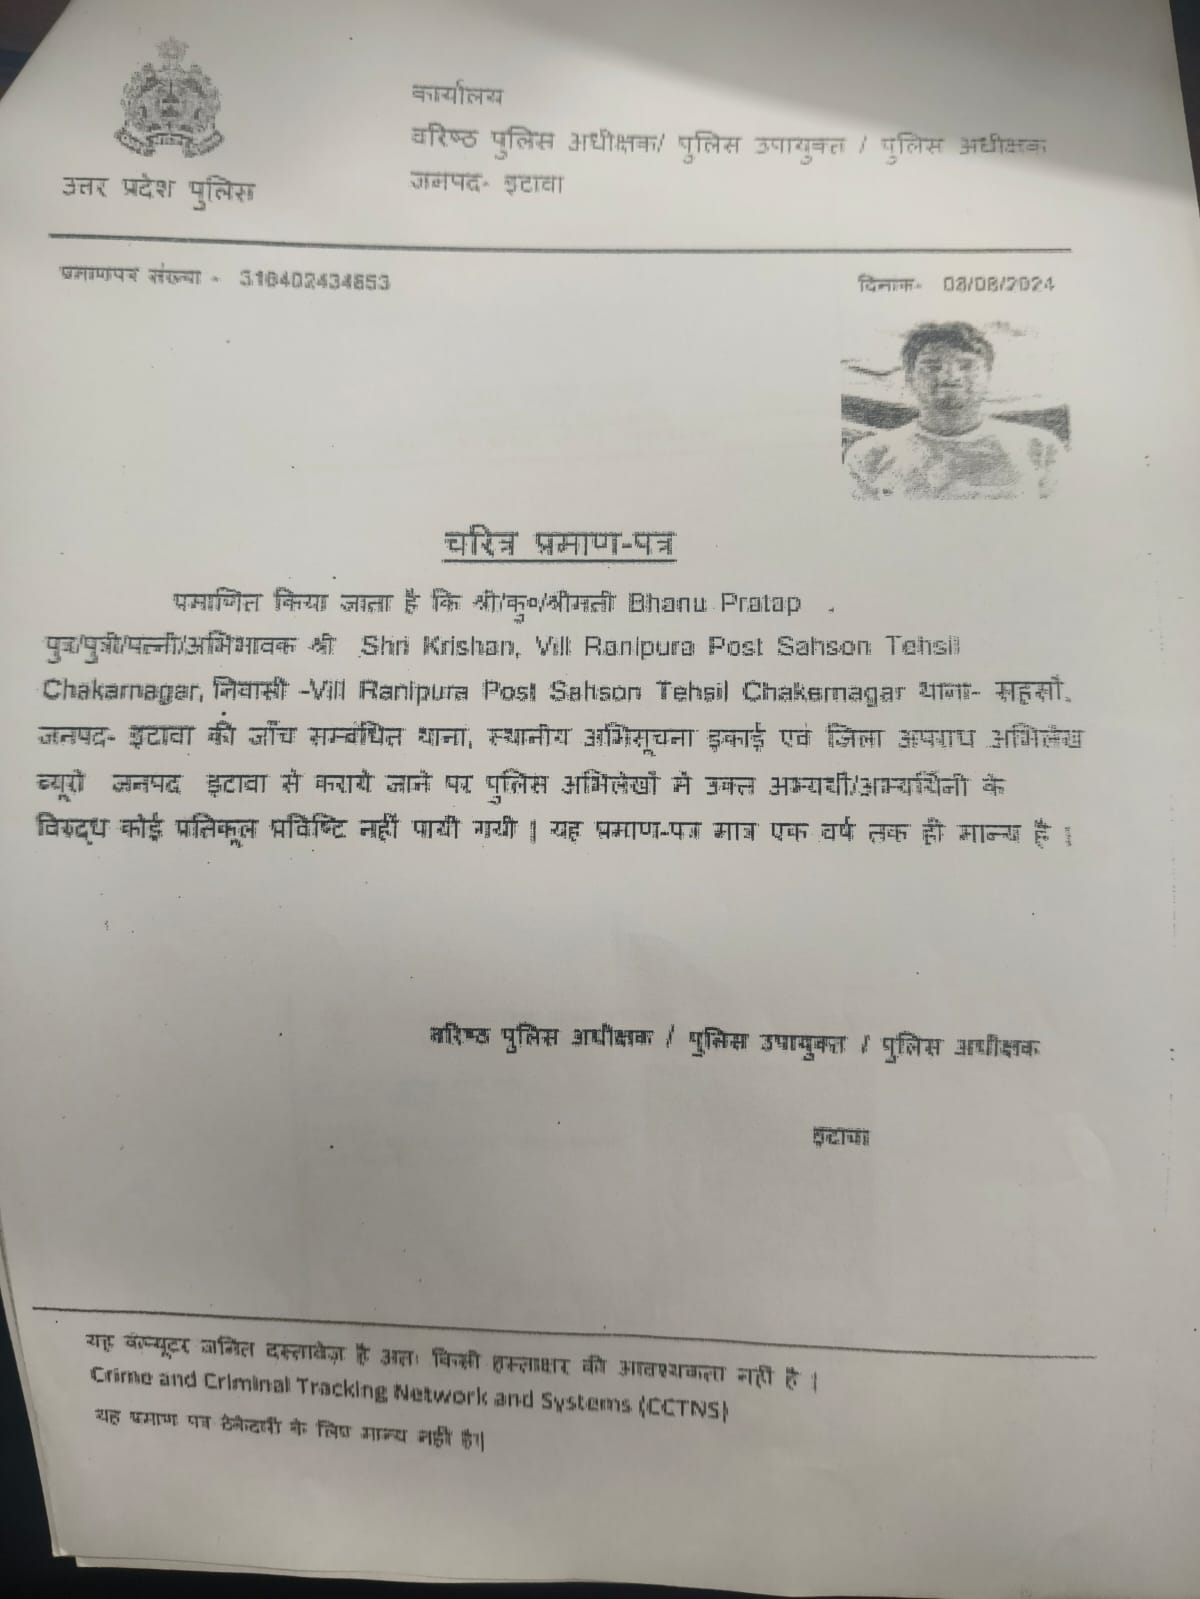 कार्यालय
वरिष्ठ पुलिस अधीक्षक/ पुलिस उपायुक्त / पुलिस अधीक्षक
जनपद- इटावा
उत्तर प्रदेश पुलिस
प्रमाणपत्र संख्या - 316402434853
दिनांक- 08/08/2024
चरित्र प्रमाण-पत्र
प्रमाणित किया जाता है कि श्री/कु०/श्रीमती Bhanu Pratap
पुत्र/पुत्री/पत्नी/अभिभावक श्री Shri Krishan, Vill Ranipura Post Sahson Tehsil
Chakarnagar, निवासी -Vill Ranipura Post Sahson Tehsil Chakarnagar थाना- सहसों,
जनपद- इटावा की जाँच सम्बंधित थाना, स्थानीय अभिसूचना इकाई एवं जिला अपराध अभिलेख
ब्यूरो जनपद इटावा से कराये जाने पर पुलिस अभिलेखों में उक्त अभ्यर्थी/अभ्यर्थिनी के
विरुद्ध कोई प्रतिकूल प्रविष्टि नहीं पायी गयी | यह प्रमाण-पत्र मात्र एक वर्ष तक ही मान्य है |
वरिष्ठ पुलिस अधीक्षक / पुलिस उपायुक्त / पुलिस अधीक्षक
इटावा
यह कंप्यूटर जनित दस्तावेज़ है अतः किसी हस्ताक्षर की आवश्यकता नहीं है |
Crime and Criminal Tracking Network and Systems (CCTNS)
यह प्रमाण पत्र ठेकेदारी के लिए मान्य नहीं है|